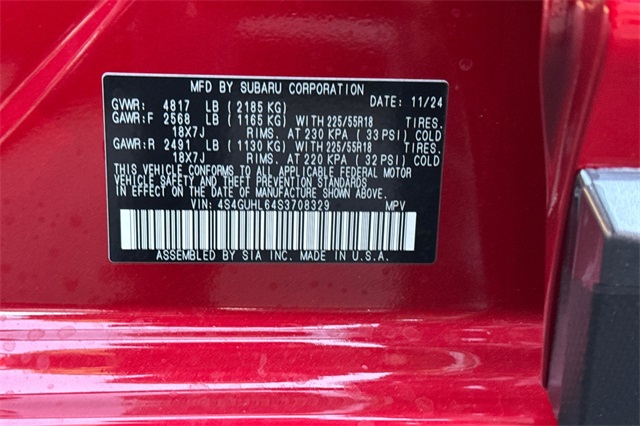 MFD BY SUBARU CORPORATION
GVWR: 4817 LB (2185 KG) DATE: 11/24
GAWR:F 2568 LB (1165 KG) WITH 225/55R18 TIRES.
18X7J RIMS. AT 230 KPA (33 PSI) COLD
GAWR:R 2491 LB (1130 KG) WITH 225/55R18 TIRES.
18X7J RIMS. AT 220 KPA (32 PSI) COLD
THIS VEHICLE CONFORMS TO ALL APPLICABLE FEDERAL MOTOR
VEHICLE SAFETY AND THEFT PREVENTION STANDARDS
IN EFFECT ON THE DATE OF MANUFACTURE SHOWN ABOVE.
VIN: 4S4GUHL64S3708329 MPV
ASSEMBLED BY SIA INC. MADE IN U.S.A.